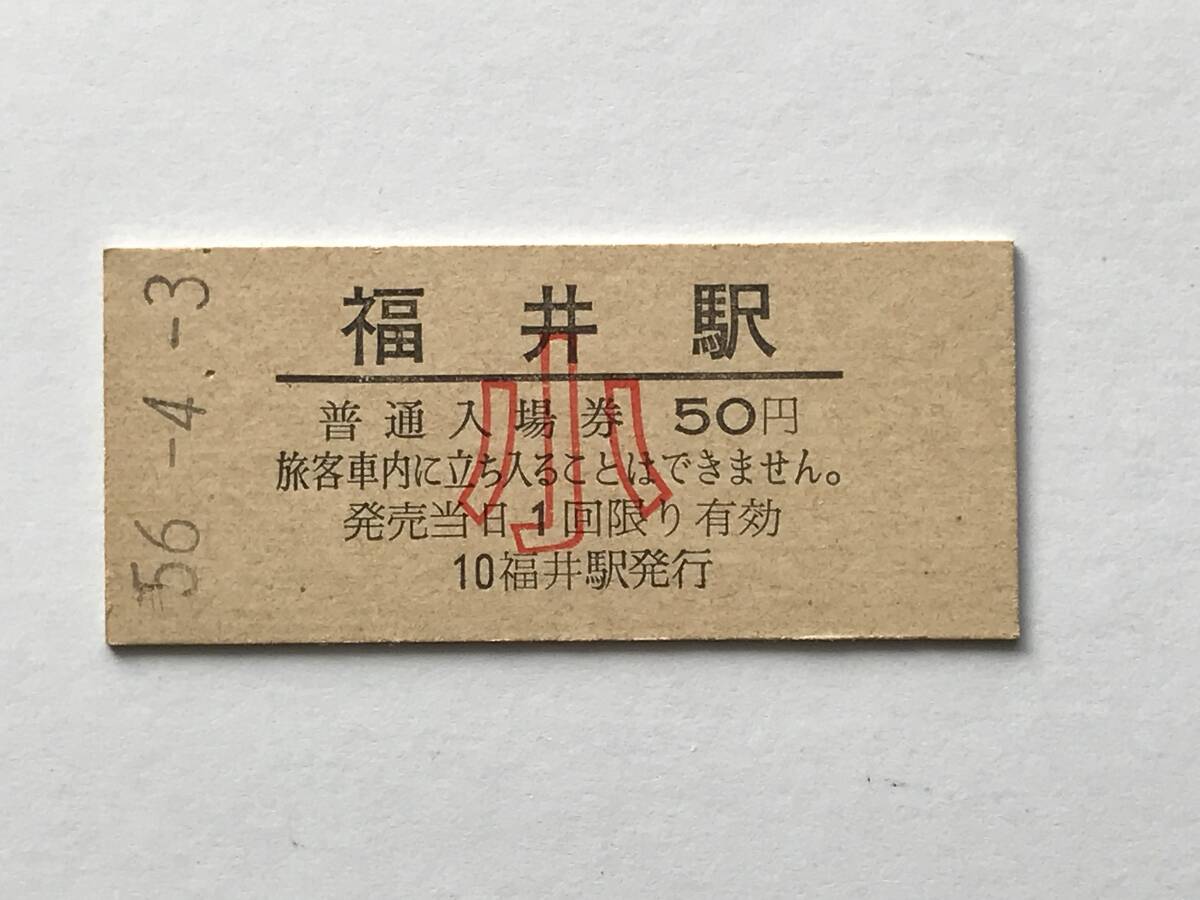 福井駅
普通入場券 50円
旅客車内に立ち入ることはできません。
発売当日1回限り有効
10福井駅発行
小
56.-4.-3